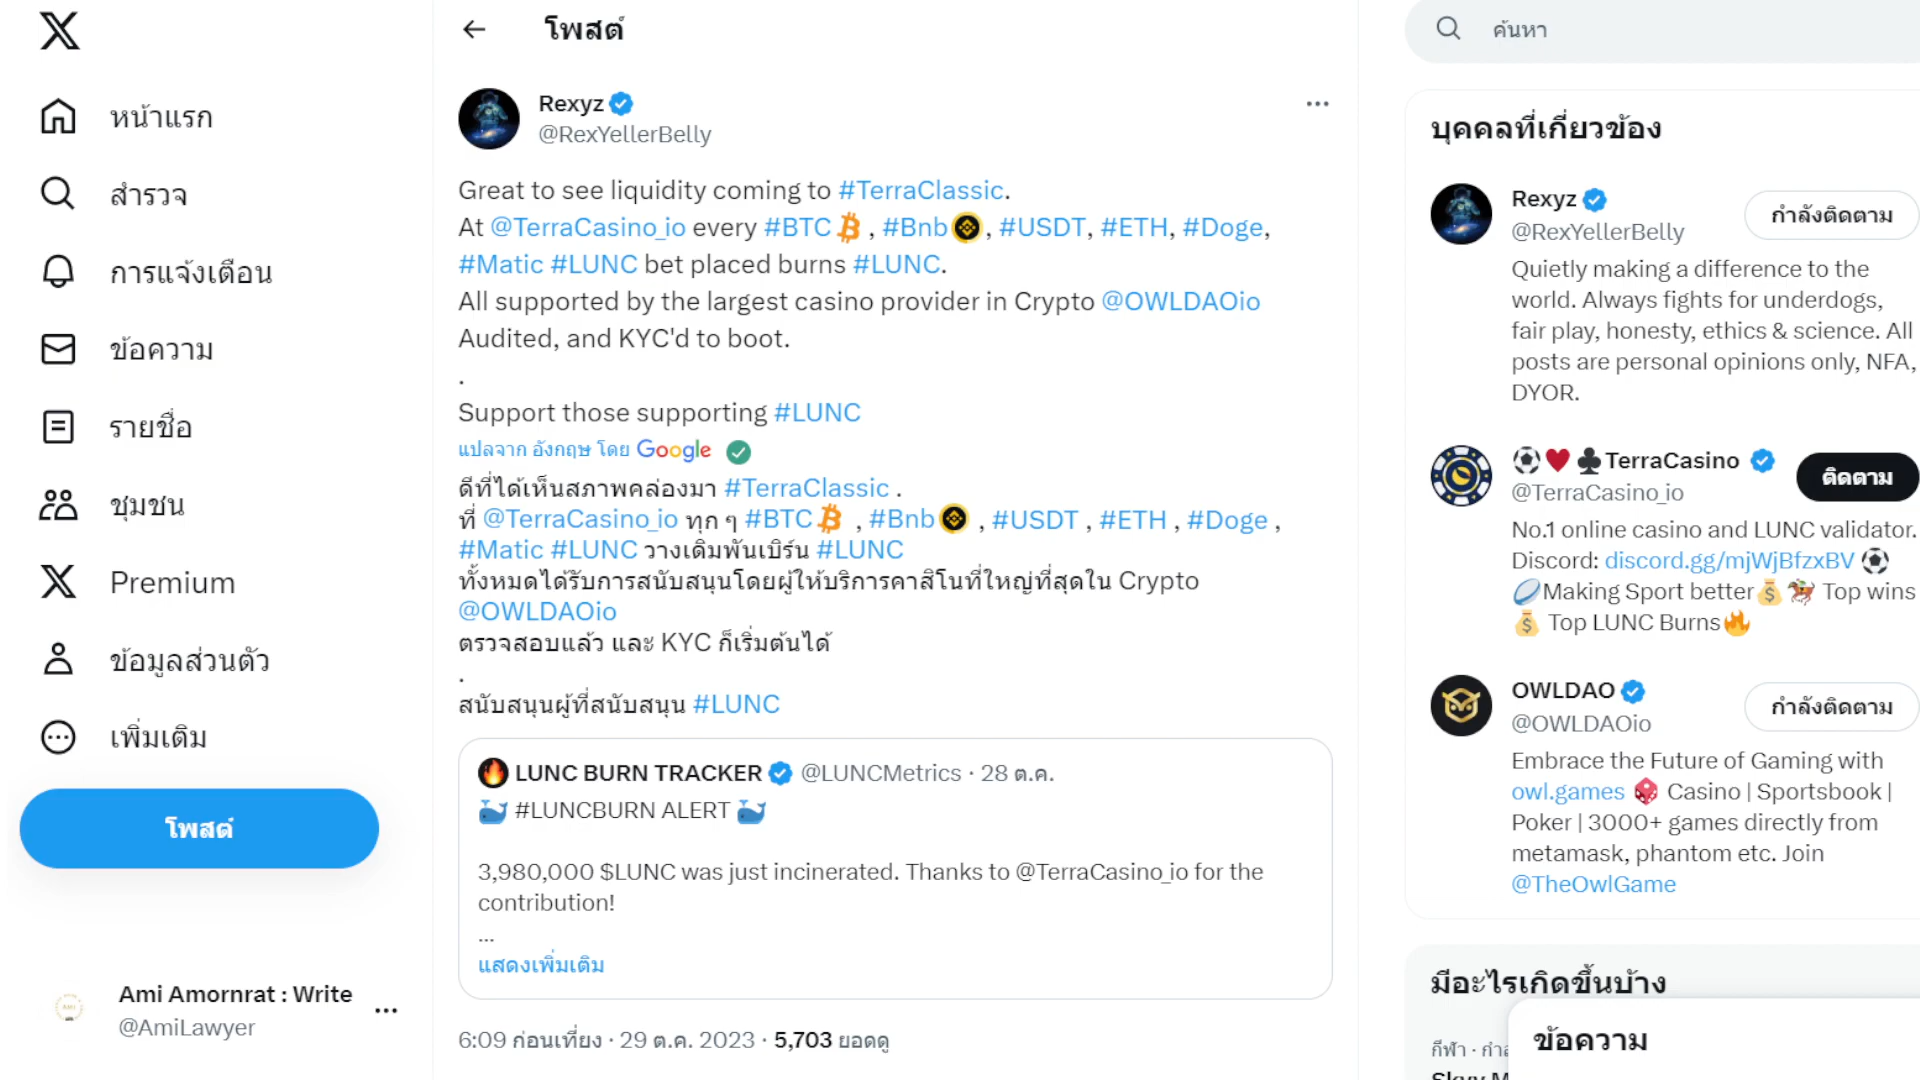 หน้าแรก
สำรวจ
การแจ้งเตือน
ข้อความ
รายชื่อ
ชุมชน
Premium
ข้อมูลส่วนตัว
เพิ่มเติม
โพสต์
Ami Amornrat : Write
@AmiLawyer
โพสต์
Rexyz
@RexYellerBelly
Great to see liquidity coming to #TerraClassic.
At @TerraCasino_io every #BTC , #Bnb , #USDT, #ETH, #Doge,
#Matic #LUNC bet placed burns #LUNC.
All supported by the largest casino provider in Crypto @OWLDAOio
Audited, and KYC'd to boot.
.
Support those supporting #LUNC
แปลจาก อังกฤษ โดย Google
ดีที่ได้เห็นสภาพคล่องมา #TerraClassic .
ที่ @TerraCasino_io ทุก ๆ #BTC , #Bnb , #USDT , #ETH , #Doge ,
#Matic #LUNC วางเดิมพันเบิร์น #LUNC
ทั้งหมดได้รับการสนับสนุนโดยผู้ให้บริการคาสิโนที่ใหญ่ที่สุดใน Crypto
@OWLDAOio
ตรวจสอบแล้ว และ KYC ก็เริ่มต้นได้
.
สนับสนุนผู้ที่สนับสนุน #LUNC
LUNC BURN TRACKER @LUNCMetrics · 28 ต.ค.
#LUNCBURN ALERT
3,980,000 $LUNC was just incinerated. Thanks to @TerraCasino_io for the
contribution!
...
แสดงเพิ่มเติม
6:09 ก่อนเที่ยง · 29 ต.ค. 2023 · 5,703 ยอดดู
ค้นหา
บุคคลที่เกี่ยวข้อง
Rexyz
@RexYellerBelly
กำลังติดตาม
Quietly making a difference to the
world. Always fights for underdogs,
fair play, honesty, ethics & science. All
posts are personal opinions only, NFA,
DYOR.
TerraCasino
@TerraCasino_io
ติดตาม
No.1 online casino and LUNC validator.
Discord: discord.gg/mjWjBfzxBV
Making Sport better Top wins
Top LUNC Burns
OWLDAO
@OWLDAOio
กำลังติดตาม
Embrace the Future of Gaming with
owl.games Casino | Sportsbook |
Poker | 3000+ games directly from
metamask, phantom etc. Join
@TheOwlGame
มีอะไรเกิดขึ้นบ้าง
กีฬา ·
ข้อความ